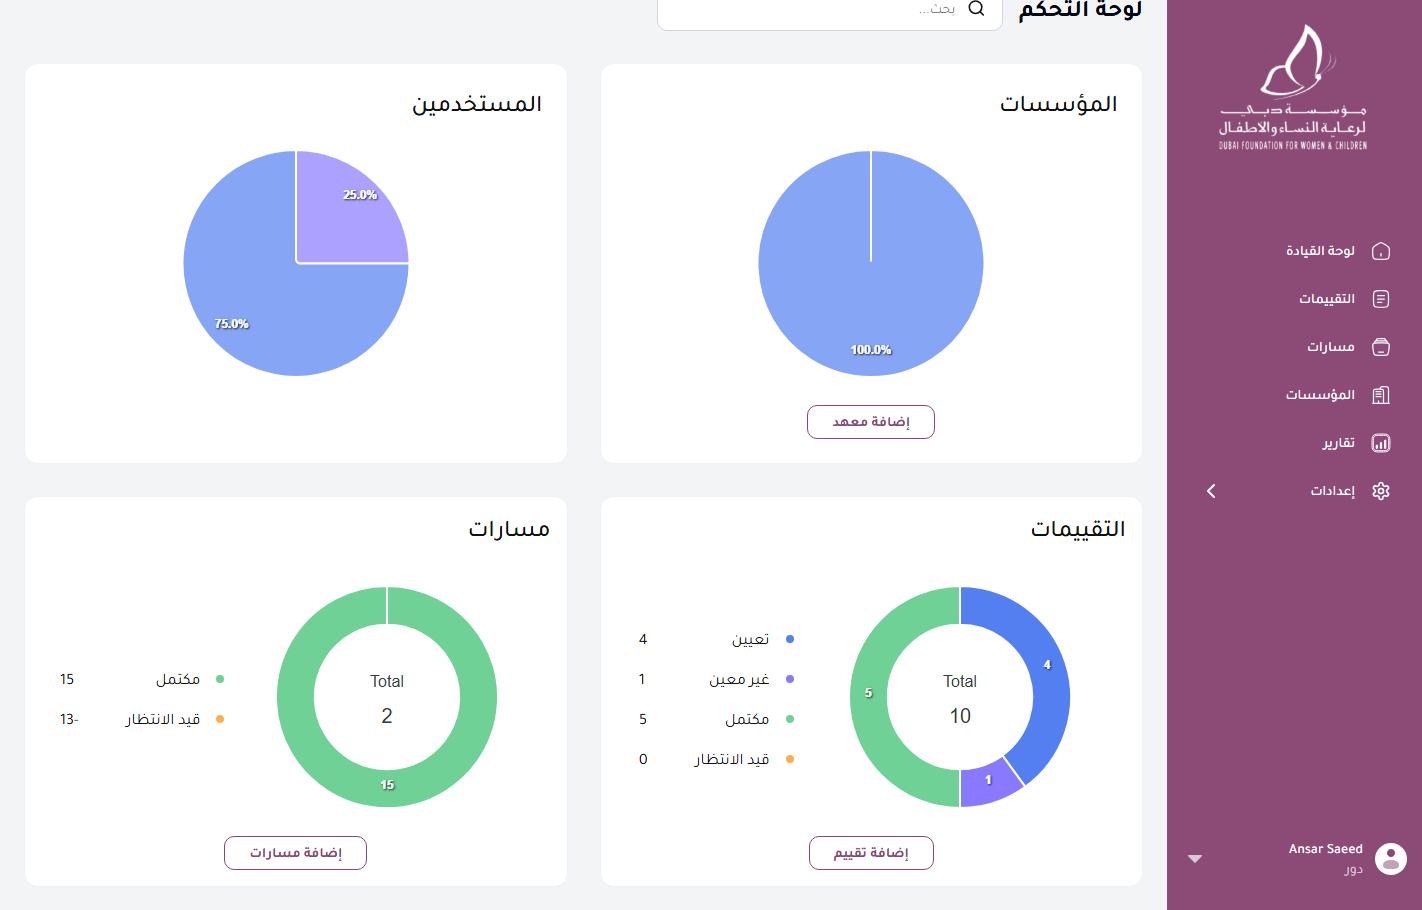 مؤسسة دبي
لرعاية النساء والاطفال
DUBAI FOUNDATION FOR WOMEN & CHILDREN
لوحة القيادة
التقييمات
مسارات
المؤسسات
تقارير
إعدادات
Ansar Saeed
دور
لوحة التحكم
بحث...
المؤسسات
100.0%
إضافة معهد
المستخدمين
25.0%
75.0%
التقييمات
4
5
1
Total
10
تعيين 4
غير معين 1
مكتمل 5
قيد الانتظار 0
إضافة تقييم
مسارات
Total
2
15
مكتمل 15
قيد الانتظار 13-
إضافة مسارات